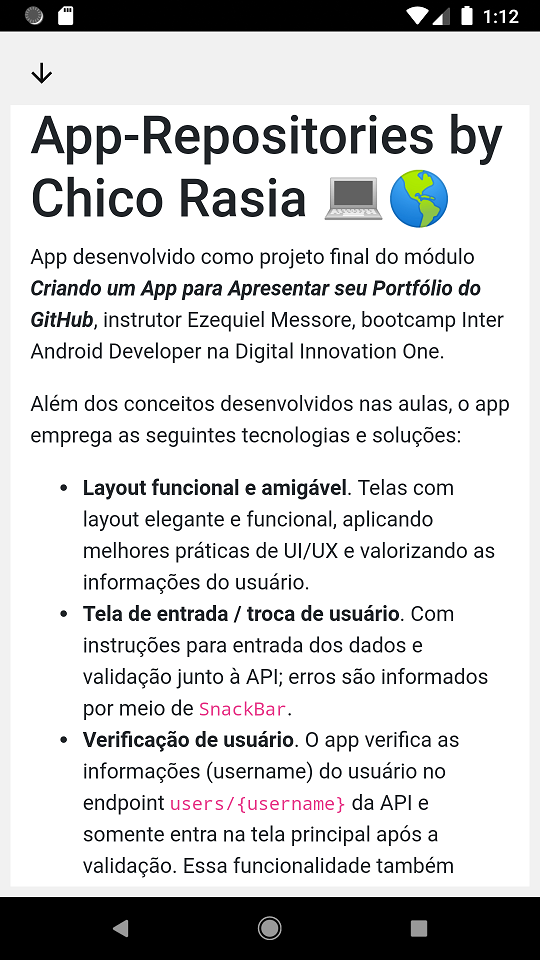 1:12
App-Repositories by
Chico Rasia 💻🌎
App desenvolvido como projeto final do módulo
Criando um App para Apresentar seu Portfólio do
GitHub, instrutor Ezequiel Messore, bootcamp Inter
Android Developer na Digital Innovation One.
Além dos conceitos desenvolvidos nas aulas, o app
emprega as seguintes tecnologias e soluções:
• Layout funcional e amigável. Telas com
layout elegante e funcional, aplicando
melhores práticas de UI/UX e valorizando as
informações do usuário.
• Tela de entrada / troca de usuário. Com
instruções para entrada dos dados e
validação junto à API; erros são informados
por meio de SnackBar.
• Verificação de usuário. O app verifica as
informações (username) do usuário no
endpoint users/{username} da API e
somente entra na tela principal após a
validação. Essa funcionalidade também